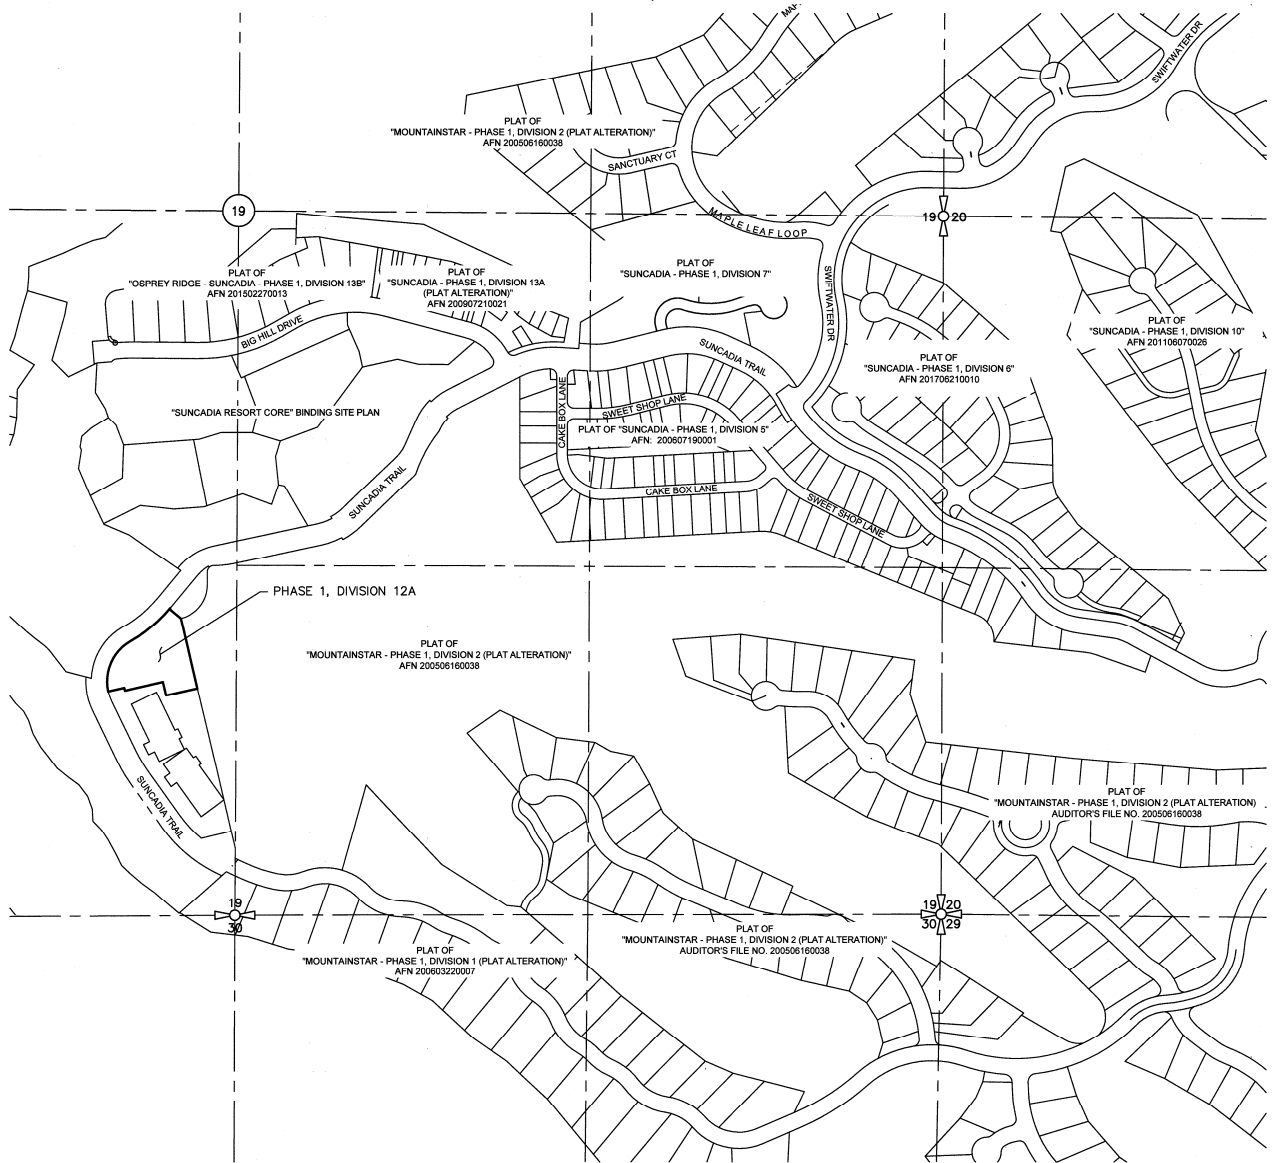 SWIFTWATER DR
PLAT OF
"MOUNTAINSTAR - PHASE 1, DIVISION 2 (PLAT ALTERATION)"
AFN 200506160038
SANCTUARY CT
19
MAPLE LEAF LOOP
19 20
PLAT OF
"OSPREY RIDGE - SUNCADIA - PHASE 1, DIVISION 13B"
AFN 201502270013
PLAT OF
"SUNCADIA - PHASE 1, DIVISION 13A
(PLAT ALTERATION)"
AFN 200907210021
PLAT OF
"SUNCADIA - PHASE 1, DIVISION 7"
SWIFTWATER DR
PLAT OF
"SUNCADIA - PHASE 1, DIVISION 10"
AFN 201106070026
BIG HILL DRIVE
SUNCADIA TRAIL
PLAT OF
"SUNCADIA - PHASE 1, DIVISION 6"
AFN 201706210010
"SUNCADIA RESORT CORE" BINDING SITE PLAN
CAKE BOX LANE
SWEET SHOP LANE
PLAT OF "SUNCADIA - PHASE 1, DIVISION 5"
AFN: 200607190001
SUNCADIA TRAIL
CAKE BOX LANE
SWEET SHOP LANE
PHASE 1, DIVISION 12A
PLAT OF
"MOUNTAINSTAR - PHASE 1, DIVISION 2 (PLAT ALTERATION)"
AFN 200506160038
SUNCADIA TRAIL
PLAT OF
"MOUNTAINSTAR - PHASE 1, DIVISION 2 (PLAT ALTERATION)
AUDITOR'S FILE NO. 200506160038
19
30
19 20
30 29
PLAT OF
"MOUNTAINSTAR - PHASE 1, DIVISION 2 (PLAT ALTERATION)"
AUDITOR'S FILE NO. 200506160038
PLAT OF
"MOUNTAINSTAR - PHASE 1, DIVISION 1 (PLAT ALTERATION)"
AFN 200603220007